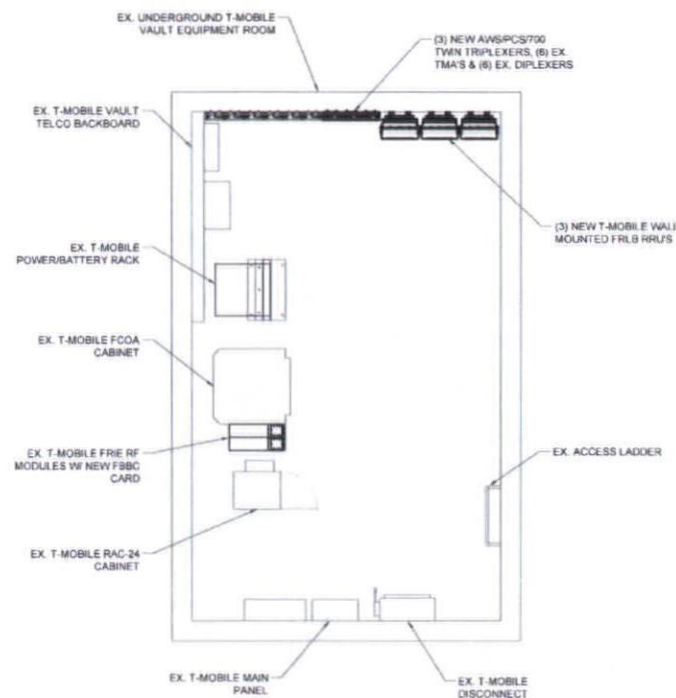 EX. UNDERGROUND T-MOBILE
VAULT EQUIPMENT ROOM
(3) NEW AWS/PCS/700
TWIN TRIPLEXERS, (6) EX.
TMA'S & (6) EX. DIPLEXERS
EX. T-MOBILE VAULT
TELCO BACKBOARD
(3) NEW T-MOBILE WALL
MOUNTED FRLB RRU'S
EX. T-MOBILE
POWER/BATTERY RACK
EX. T-MOBILE FCOA
CABINET
EX. T-MOBILE FRIE RF
MODULES W/ NEW FBBC
CARD
EX. ACCESS LADDER
EX. T-MOBILE RAC-24
CABINET
EX. T-MOBILE MAIN
PANEL
EX. T-MOBILE
DISCONNECT